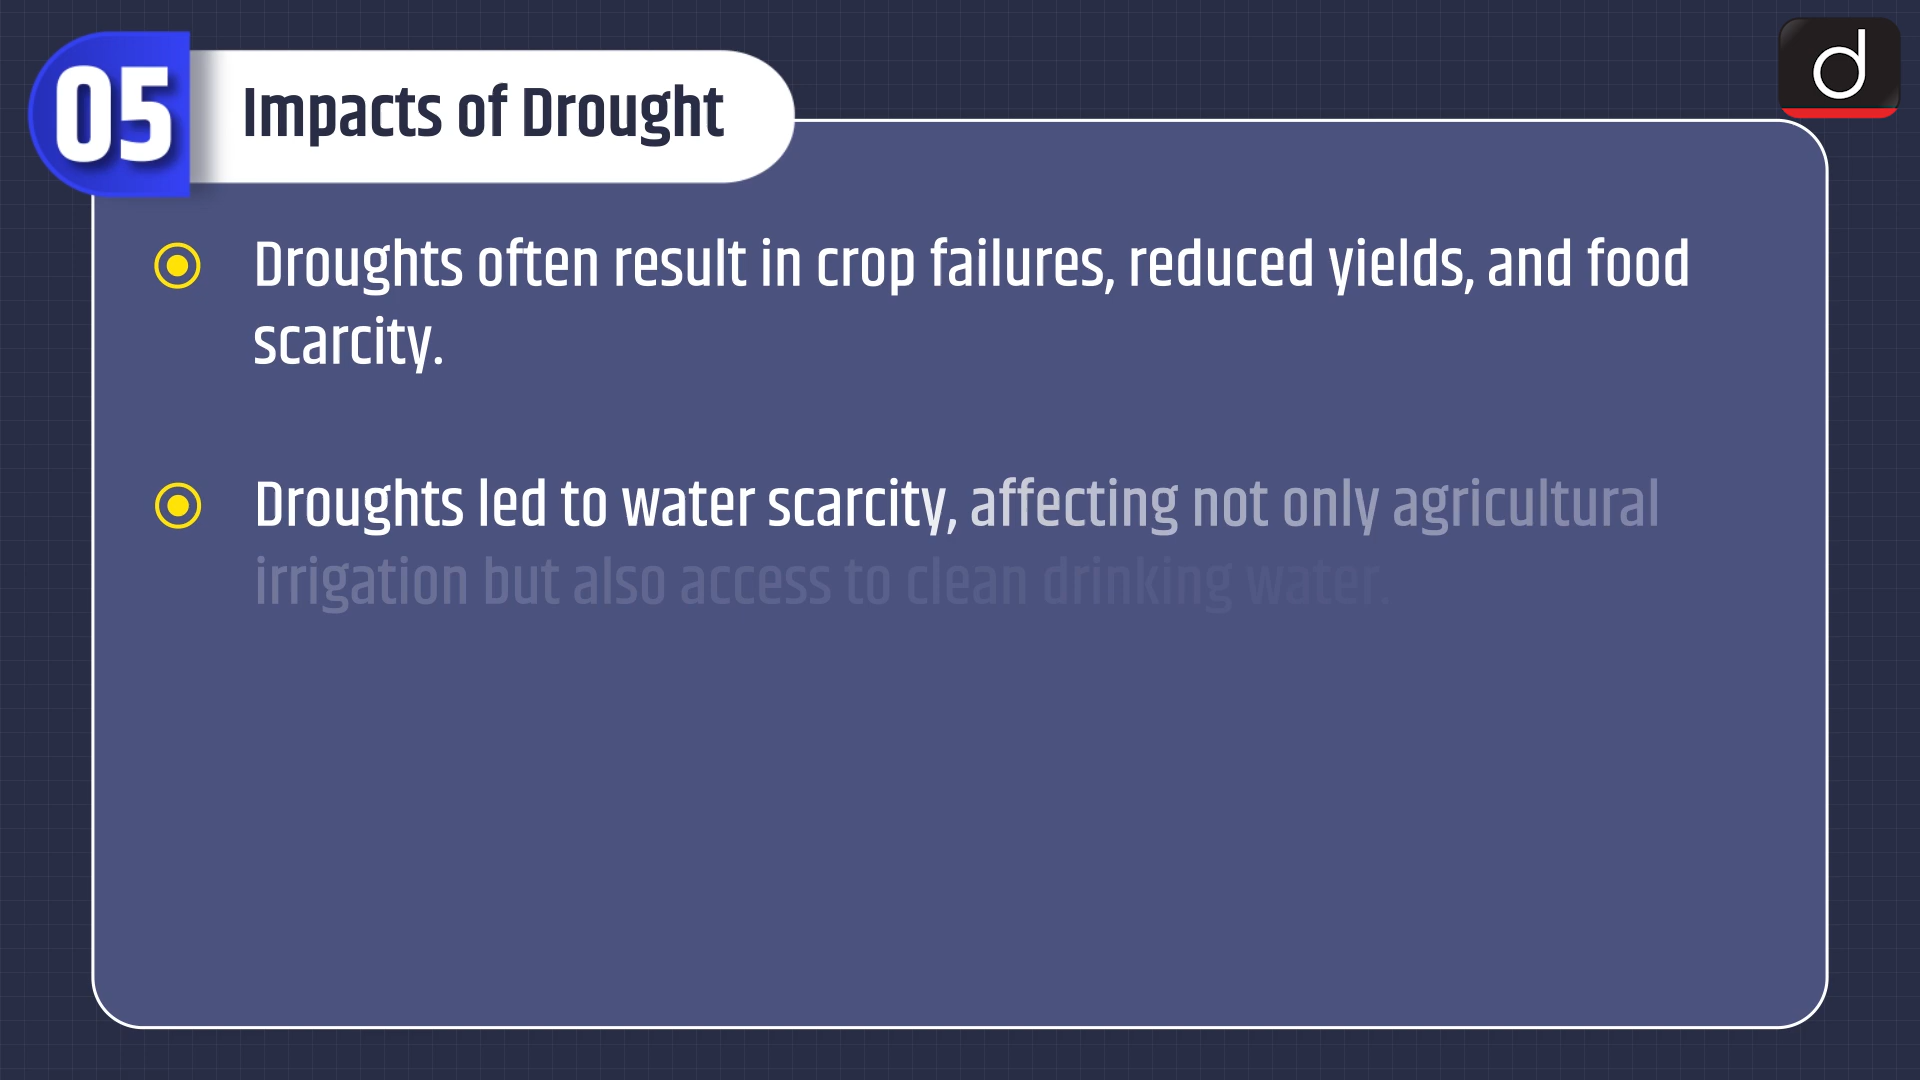 05
Impacts of Drought
d
Droughts often result in crop failures, reduced yields, and food
scarcity.
Droughts led to water scarcity, affecting not only agricultural
irrigation but also access to clean drinking water.